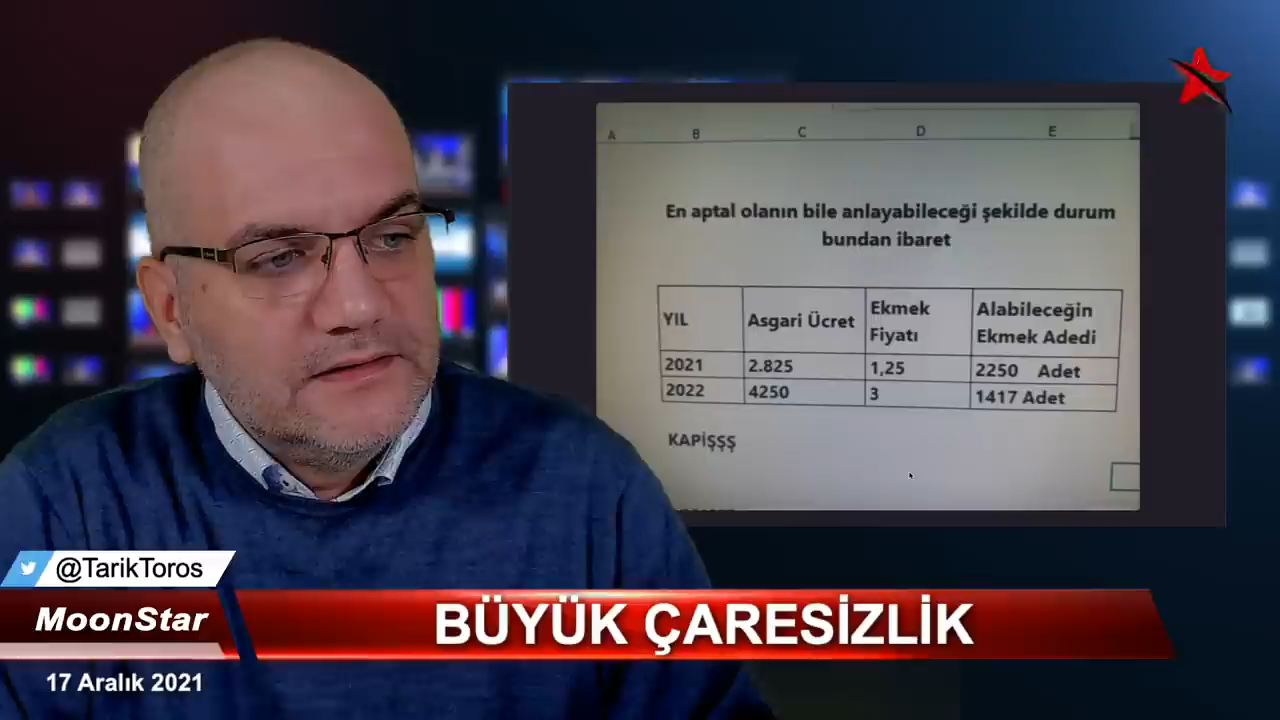 A B C D E
En aptal olanın bile anlayabileceği şekilde durum
bundan ibaret
YIL
Asgari Ücret
Ekmek
Fiyatı
Alabileceğin
Ekmek Adedi
2021 2.825 1,25 2250 Adet
2022 4250 3 1417 Adet
KAPİŞŞŞ
@TarikToros
MoonStar
BÜYÜK ÇARESİZLİK
17 Aralık 2021